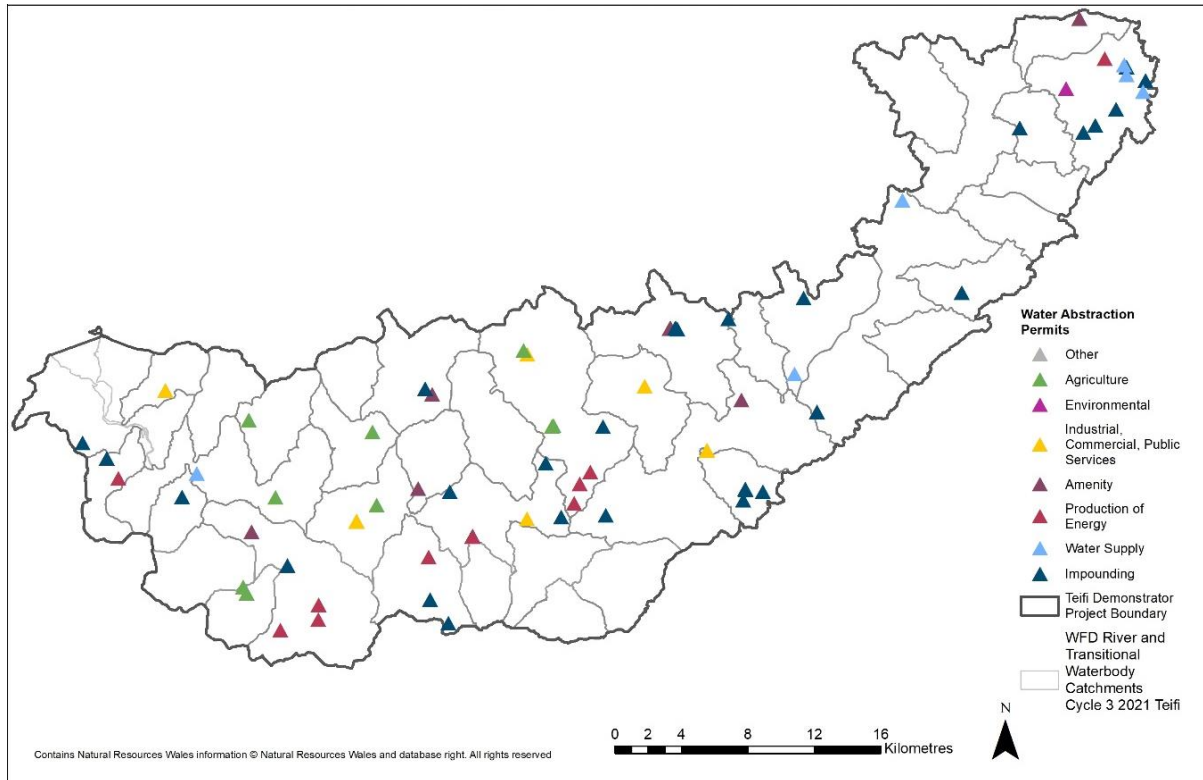 Water Abstraction
Permits
Other
Agriculture
Environmental
Industrial,
Commercial, Public
Services
Amenity
Production of
Energy
Water Supply
Impounding
Teifi Demonstrator
Project Boundary
WFD River and
Transitional
Waterbody
Catchments
Cycle 3 2021 Teifi
N
0 2 4 8 12 16
Kilometres
Contains Natural Resources Wales information © Natural Resources Wales and database right. All rights reserved